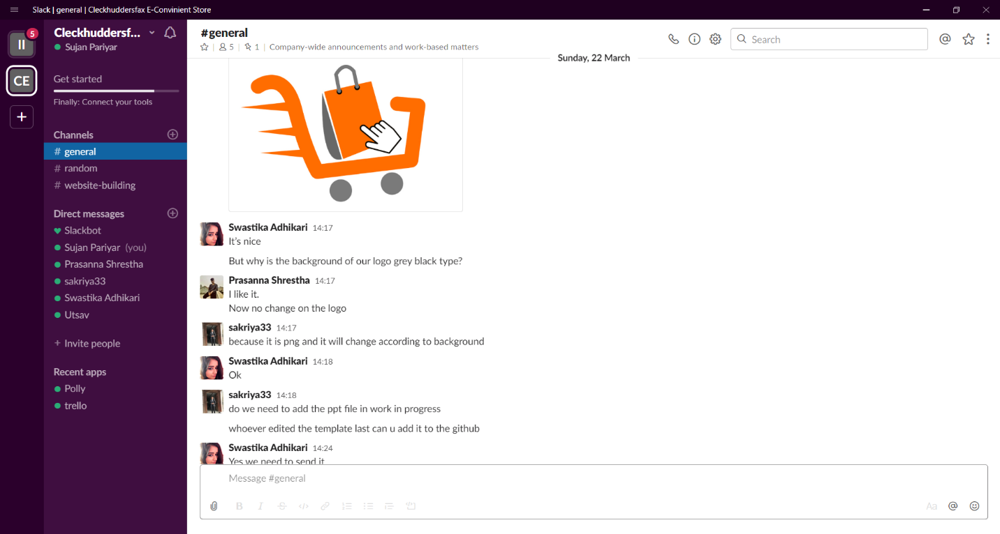 Slack | general | Cleckhuddersfax E-Convinient Store
5
II
CE
Cleckhuddersf...
Sujan Pariyar
Get started
Finally: Connect your tools
Channels
# general
# random
# website-building
Direct messages
Slackbot
Sujan Pariyar (you)
Prasanna Shrestha
sakriya33
Swastika Adhikari
Utsav
+ Invite people
Recent apps
Polly
trello
#general
5 | 1 | Company-wide announcements and work-based matters
Search
Sunday, 22 March
Swastika Adhikari 14:17
It's nice
But why is the background of our logo grey black type?
Prasanna Shrestha 14:17
I like it.
Now no change on the logo
sakriya33 14:17
because it is png and it will change according to background
Swastika Adhikari 14:18
Ok
sakriya33 14:18
do we need to add the ppt file in work in progress
whoever edited the template last can u add it to the github
Swastika Adhikari 14:24
Yes we need to send it
Message #general
B I S </> Aa @